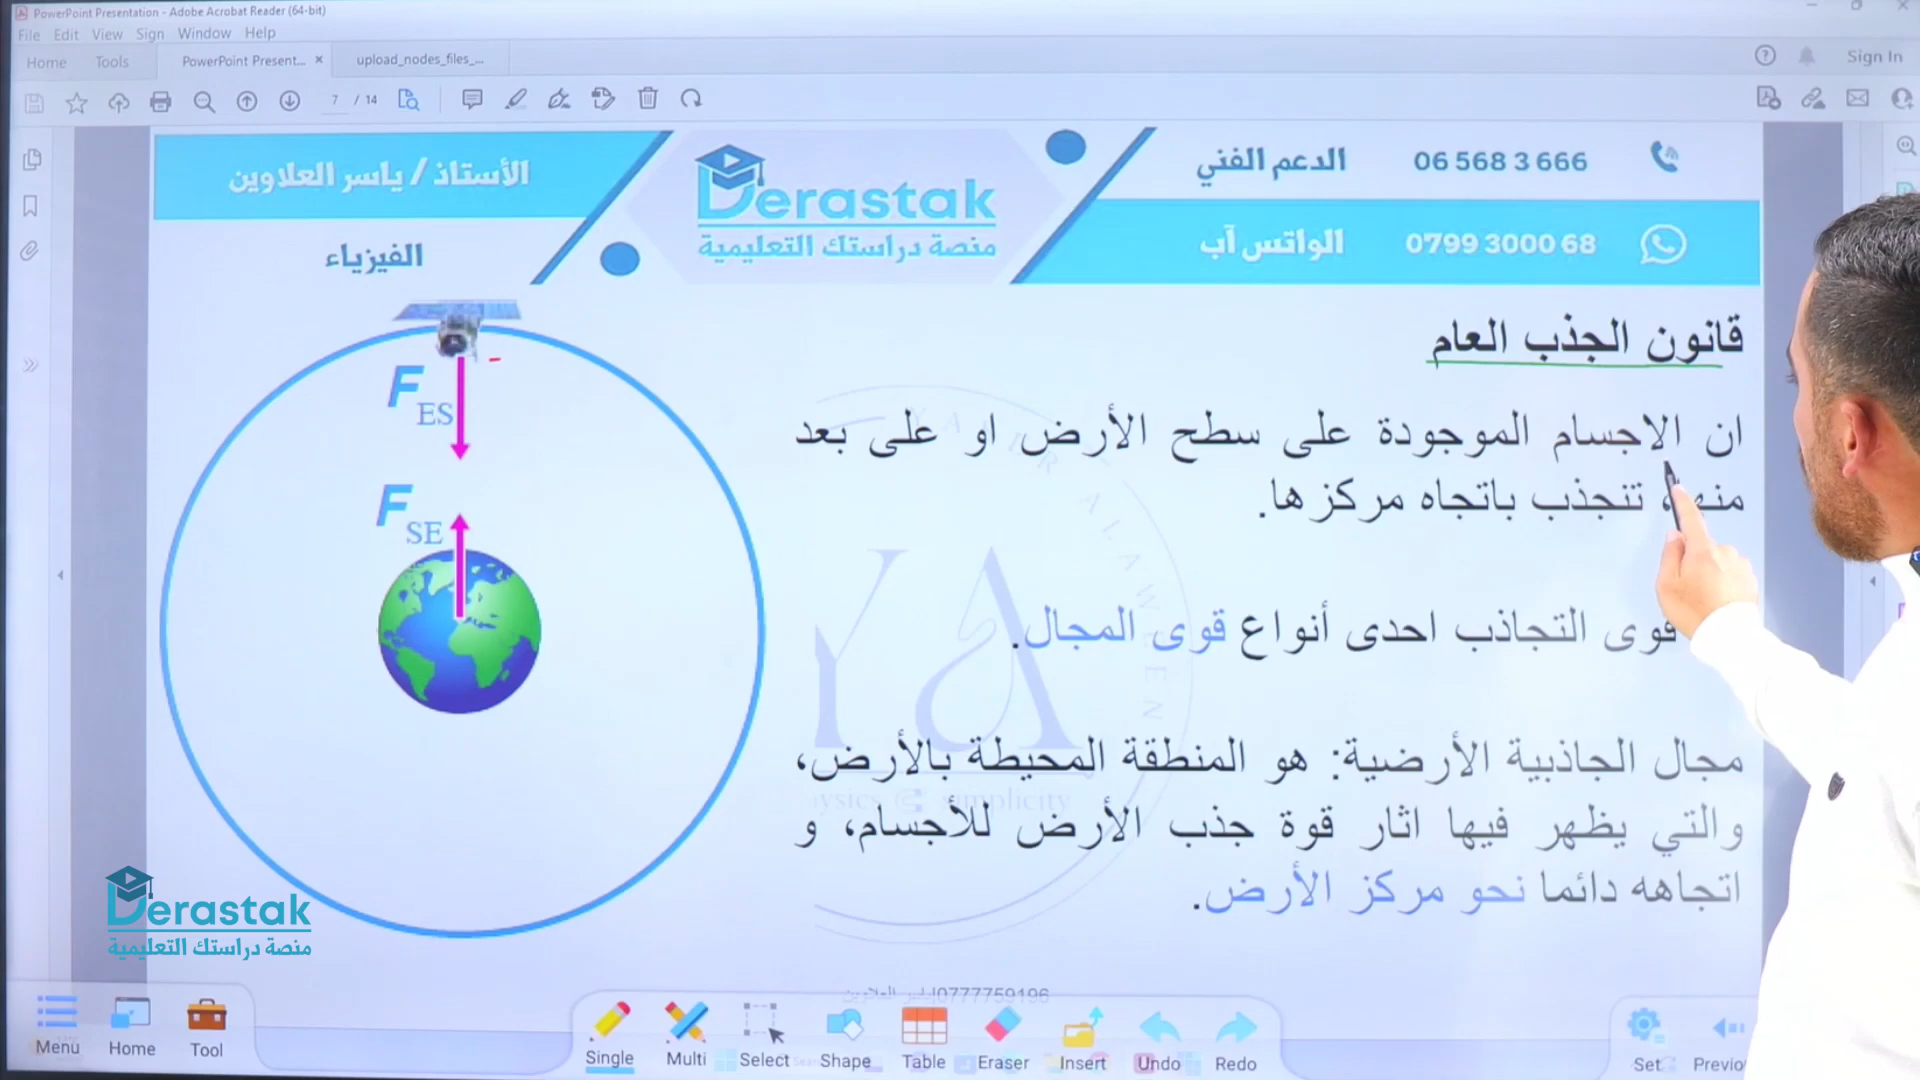 PowerPoint Presentation - Adobe Acrobat Reader (64-bit)
File Edit View Sign Window Help
Home Tools PowerPoint Present... × upload_nodes_files_...
Sign In
7 / 14
الأستاذ / ياسر العلاوين
الفيزياء
Derastak
منصة دراستك التعليمية
الدعم الفني 06 568 3 666
الواتس آب 0799 3000 68
قانون الجذب العام
ان الاجسام الموجودة على سطح الأرض او على بعد
تنجذب باتجاه مركزها.
قوى التجاذب احدى أنواع قوى المجال.
مجال الجاذبية الأرضية: هو المنطقة المحيطة بالأرض،
والتي يظهر فيها اثار قوة جذب الأرض للأجسام، و
اتجاهه دائما نحو مركز الأرض.
F ES
F SE
YA
Derastak
منصة دراستك التعليمية
0777759196
Menu Home Tool
Single Multi Select Shape Table Eraser Insert Undo Redo
Set Previo